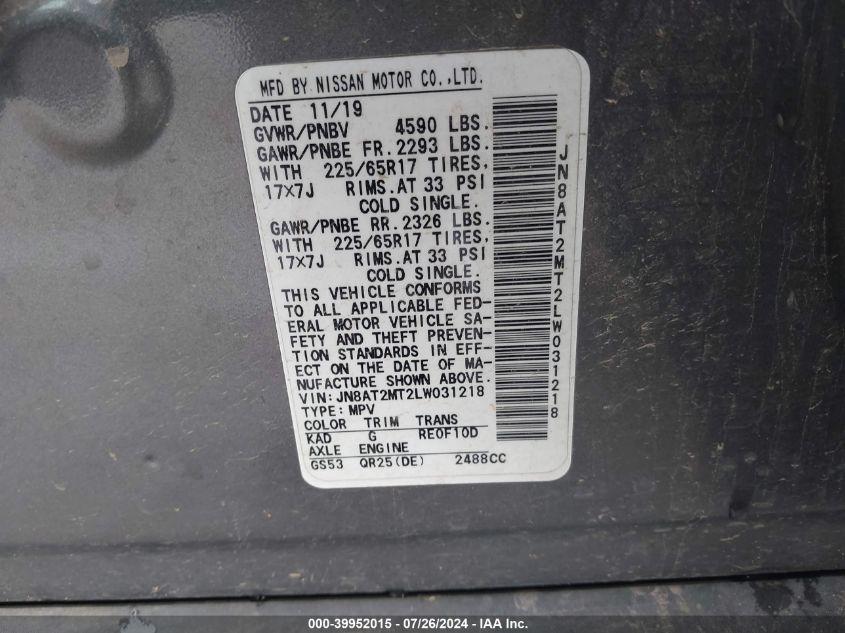 MFD BY NISSAN MOTOR CO.,LTD.
DATE 11/19
GVWR/PNBV 4590 LBS.
GAWR/PNBE FR. 2293 LBS.
WITH 225/65R17 TIRES,
17X7J RIMS.AT 33 PSI
COLD SINGLE.
GAWR/PNBE RR. 2326 LBS.
WITH 225/65R17 TIRES,
17X7J RIMS.AT 33 PSI
COLD SINGLE.
THIS VEHICLE CONFORMS
TO ALL APPLICABLE FED-
ERAL MOTOR VEHICLE SA-
FETY AND THEFT PREVEN-
TION STANDARDS IN EFF-
ECT ON THE DATE OF MA-
NUFACTURE SHOWN ABOVE.
VIN: JN8AT2MT2LW031218
TYPE: MPV
COLOR TRIM TRANS
KAD G RE0F10D
AXLE ENGINE
GS53 QR25(DE) 2488CC
JN8AT2MT2LW031218
000-39952015 - 07/26/2024 - IIAAI.COM